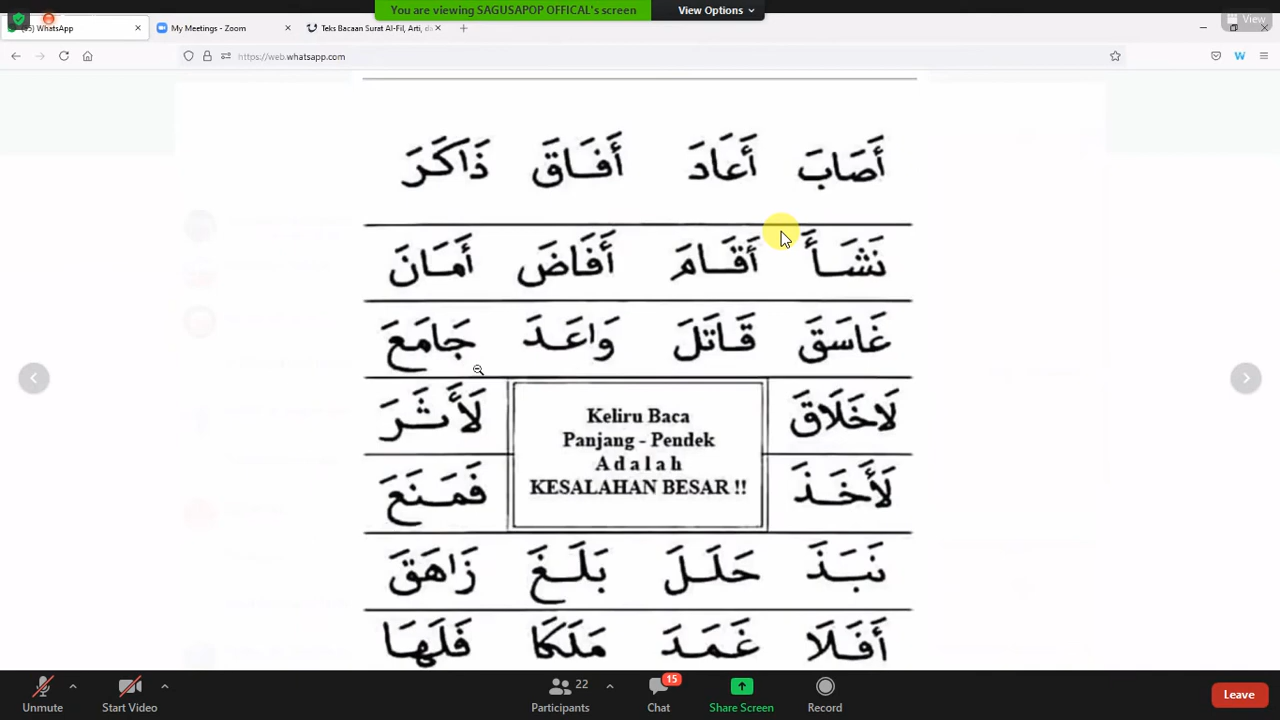 You are viewing SAGUSAPOP OFFICAL's screen
View Options
View
WhatsApp
My Meetings - Zoom
Teks Bacaan Surat Al-Fil, Arti, da
https://web.whatsapp.com
أَصَابَ أَعَادَ أَفَاقَ ذَاكَرَ
نَشَأَ أَقَامَ أَفَاضَ أَمَانَ
غَاسَقَ قَاتَلَ وَاعَدَ جَامَعَ
لَاخَلَاقَ لَأَثَرَ
Keliru Baca
Panjang - Pendek
A d a l a h
KESALAHAN BESAR !!
لَأَخَذَ فَمَنَعَ
نَبَذَ حَلَلَ بَلَغَ زَاهَقَ
أَفَلَا غَمَدَ مَلَكَا فَلَهَا
Unmute
Start Video
22
Participants
15
Chat
Share Screen
Record
Leave